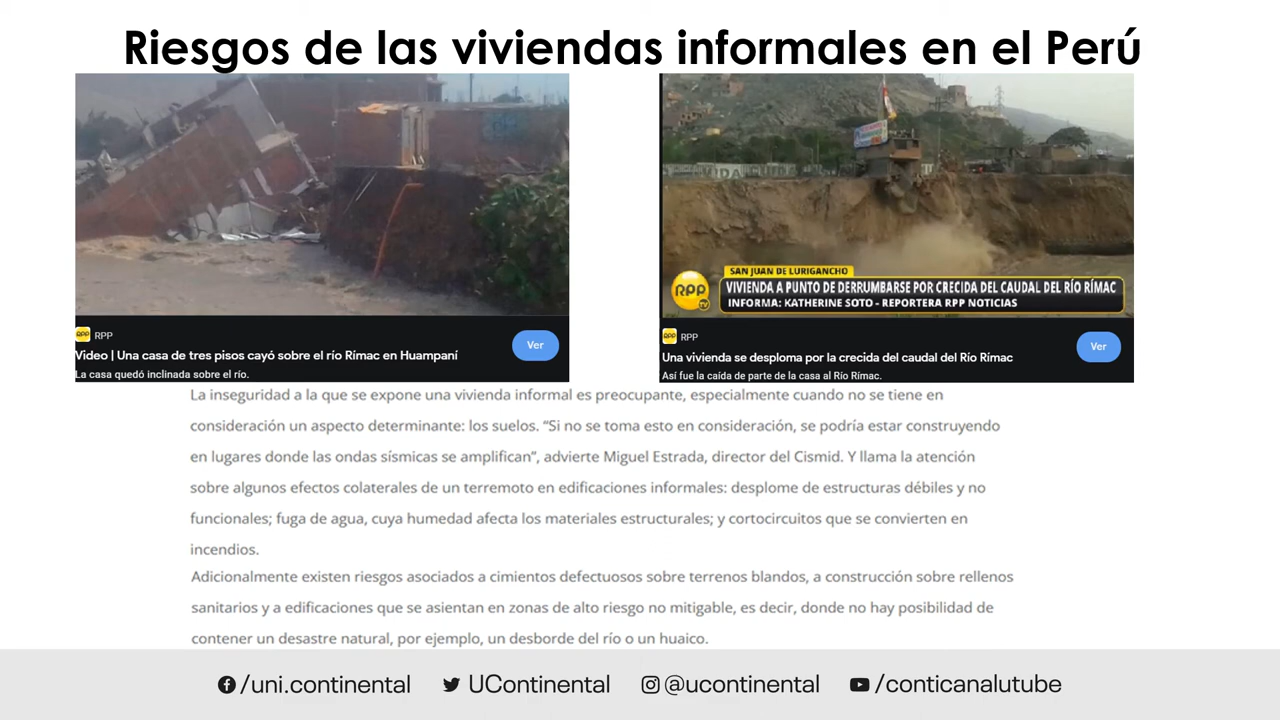 Riesgos de las viviendas informales en el Perú
SAN JUAN DE LURIGANCHO
RPP
TV
VIVIENDA A PUNTO DE DERRUMBARSE POR CRECIDA DEL CAUDAL DEL RÍO RÍMAC
INFORMA: KATHERINE SOTO - REPORTERA RPP NOTICIAS
RPP
Video | Una casa de tres pisos cayó sobre el río Rímac en Huampaní
La casa quedó inclinada sobre el río.
Ver
RPP
Una vivienda se desploma por la crecida del caudal del Río Rímac
Así fue la caída de parte de la casa al Río Rímac.
Ver
La inseguridad a la que se expone una vivienda informal es preocupante, especialmente cuando no se tiene en
consideración un aspecto determinante: los suelos. “Si no se toma esto en consideración, se podría estar construyendo
en lugares donde las ondas sísmicas se amplifican”, advierte Miguel Estrada, director del Cismid. Y llama la atención
sobre algunos efectos colaterales de un terremoto en edificaciones informales: desplome de estructuras débiles y no
funcionales; fuga de agua, cuya humedad afecta los materiales estructurales; y cortocircuitos que se convierten en
incendios.
Adicionalmente existen riesgos asociados a cimientos defectuosos sobre terrenos blandos, a construcción sobre rellenos
sanitarios y a edificaciones que se asientan en zonas de alto riesgo no mitigable, es decir, donde no hay posibilidad de
contener un desastre natural, por ejemplo, un desborde del río o un huaico.
/uni.continental
UContinental
@ucontinental
/conticanalutube